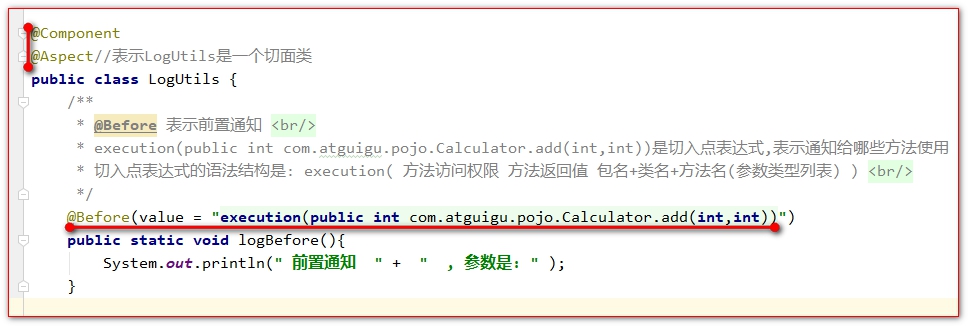 @Component
@Aspect//表示LogUtils是一个切面类
public class LogUtils {
/**
* @Before 表示前置通知 <br/>
* execution(public int com.atguigu.pojo.Calculator.add(int,int))是切入点表达式,表示通知给哪些方法使用
* 切入点表达式的语法结构是: execution( 方法访问权限 方法返回值 包名+类名+方法名(参数类型列表) ) <br/>
*/
@Before(value = "execution(public int com.atguigu.pojo.Calculator.add(int,int))")
public static void logBefore(){
System.out.println(" 前置通知  " +  "  , 参数是: " );
}